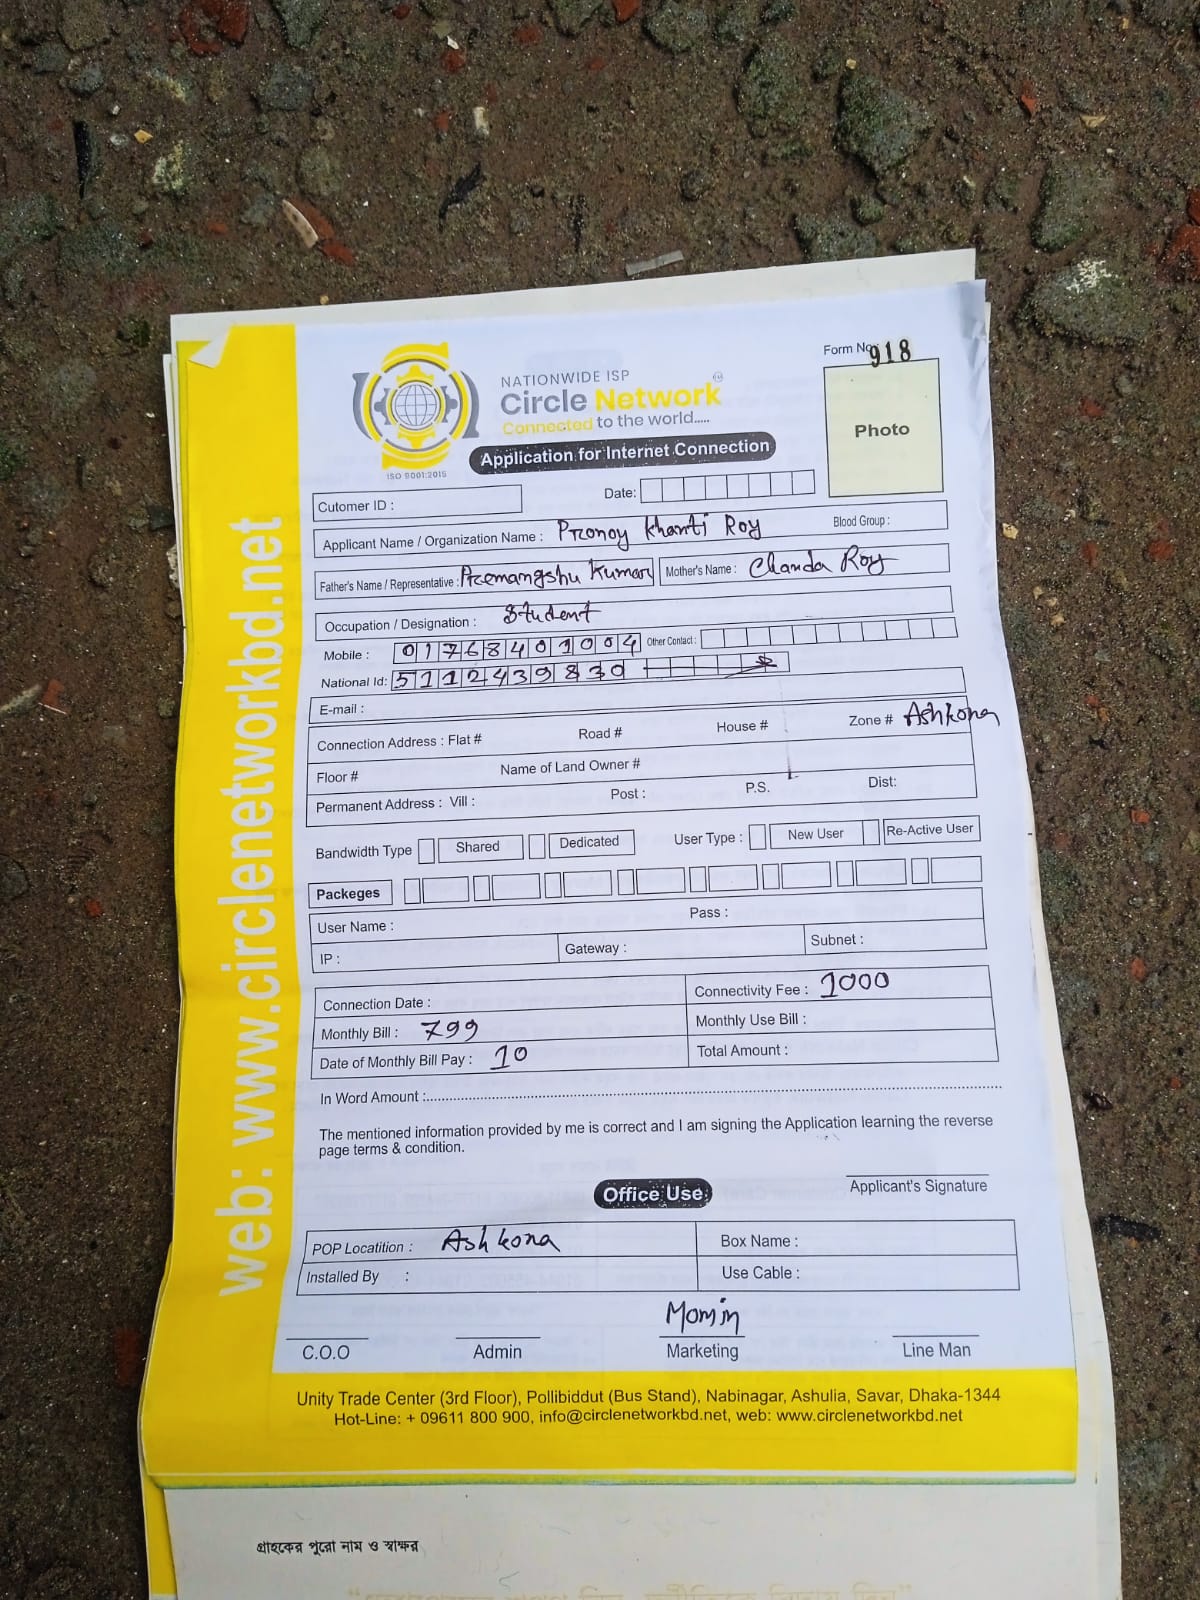 web: www.circlenetworkbd.net
ISO 9001:2015
NATIONWIDE ISP
Circle Network
Connected to the world.....
Application for Internet Connection
Form No: 918
Photo
Cutomer ID :
Date:
Applicant Name / Organization Name : Pronoy Khanti Roy Blood Group :
Father's Name / Representative : Premangshu Kumar Mother's Name : Chanda Roy
Occupation / Designation : Student
Mobile : 01768401004 Other Contact :
National Id: 5112439830
E-mail :
Connection Address : Flat # Road # House # Zone # Ashkona
Floor # Name of Land Owner #
Permanent Address : Vill : Post : P.S. Dist:
Bandwidth Type Shared Dedicated User Type : New User Re-Active User
Packeges
User Name : Pass :
IP : Gateway : Subnet :
Connection Date : Connectivity Fee : 1000
Monthly Bill : 799 Monthly Use Bill :
Date of Monthly Bill Pay : 10 Total Amount :
In Word Amount :
The mentioned information provided by me is correct and I am signing the Application learning the reverse
page terms & condition.
Applicant's Signature
Office Use
POP Locatition : Ashkona Box Name :
Installed By : Use Cable :
Momin
C.O.O Admin Marketing Line Man
Unity Trade Center (3rd Floor), Pollibiddut (Bus Stand), Nabinagar, Ashulia, Savar, Dhaka-1344
Hot-Line: + 09611 800 900, info@circlenetworkbd.net, web: www.circlenetworkbd.net
গ্রাহকের পুরো নাম ও স্বাক্ষর